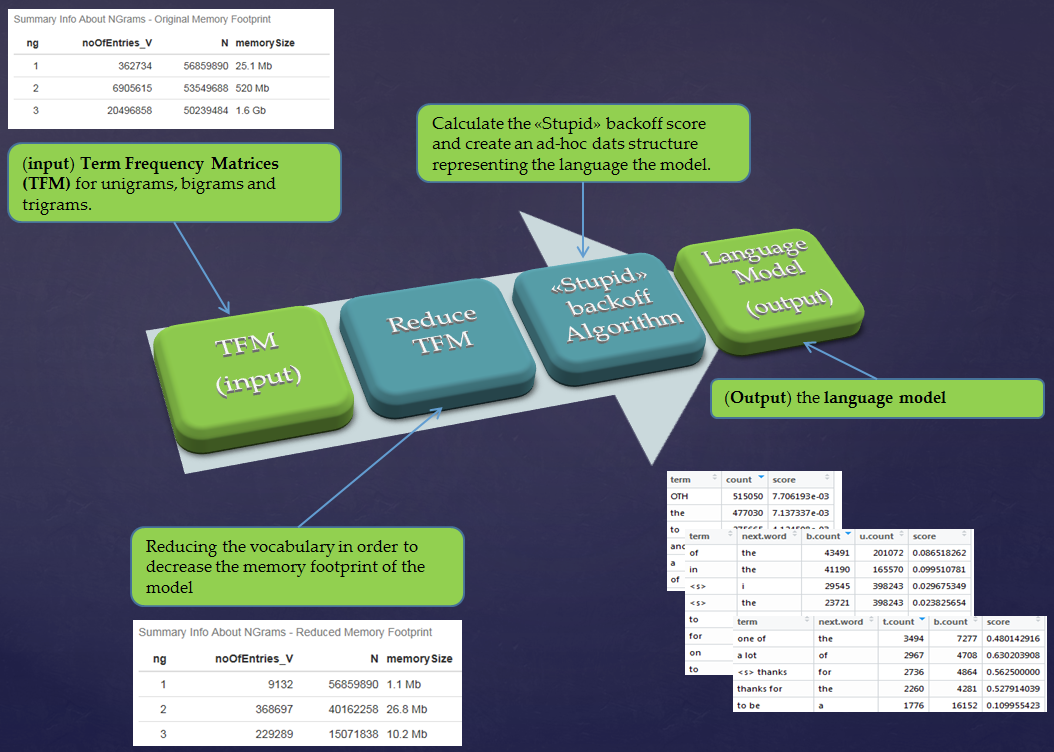 Summary Info About NGrams - Original Memory Footprint
ng noOfEntries_V N memorySize
1 362734 56859890 25.1 Mb
2 6905615 53549688 520 Mb
3 20496858 50239484 1.6 Gb
(input) Term Frequency Matrices
(TFM) for unigrams, bigrams and
trigrams.
Calculate the «Stupid» backoff score
and create an ad-hoc dats structure
representing the language the model.
TFM
(input)
Reduce
TFM
«Stupid»
backoff
Algorithm
Language
Model
(output)
(Output) the language model
Reducing the vocabulary in order to
decrease the memory footprint of the
model
Summary Info About NGrams - Reduced Memory Footprint
ng noOfEntries_V N memorySize
1 9132 56859890 1.1 Mb
2 368697 40162258 26.8 Mb
3 229289 15071838 10.2 Mb
term count score
OTH 515050 7.706193e-03
the 477030 7.137337e-03
to
and
a
of
term next.word b.count u.count score
of the 43491 201072 0.086518262
in the 41190 165570 0.099510781
<s> i 29545 398243 0.029675349
<s> the 23721 398243 0.023825654
to
for
on
to
term next.word t.count b.count score
one of the 3494 7277 0.480142916
a lot of 2967 4708 0.630203908
<s> thanks for 2736 4864 0.562500000
thanks for the 2260 4281 0.527914039
to be a 1776 16152 0.109955423